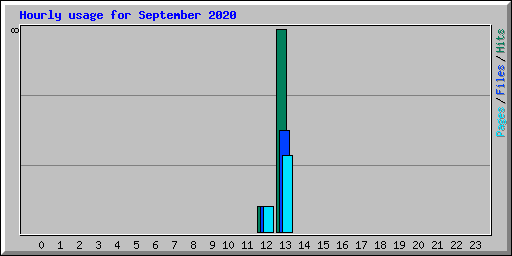 Hourly usage for September 2020
8
Pages/Files/Hits
0 1 2 3 4 5 6 7 8 9 10 11 12 13 14 15 16 17 18 19 20 21 22 23